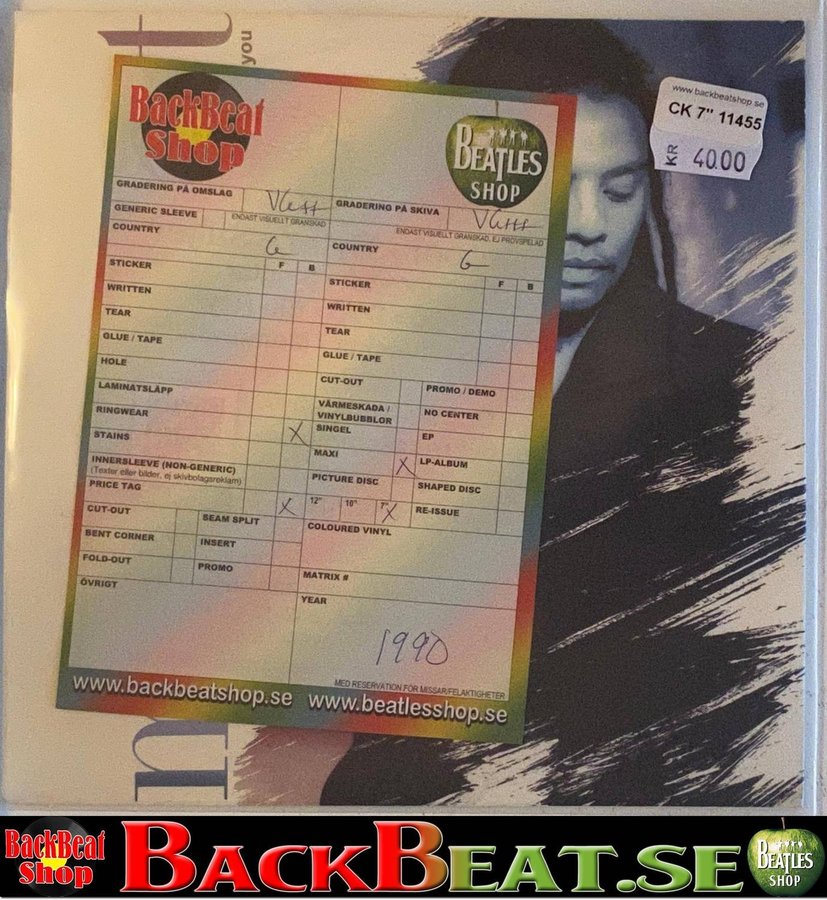 t
you
www.backbeatshop.se
CK 7" 11455
KR 40.00
BackBeat
Shop
BEATLES
SHOP
GRADERING PÅ OMSLAG VG++
ENDAST VISUELLT GRANSKAD
GENERIC SLEEVE
COUNTRY G
STICKER F B
WRITTEN
TEAR
GLUE / TAPE
HOLE
LAMINATSLÄPP
RINGWEAR
STAINS X
INNERSLEEVE (NON-GENERIC)
(Texter eller bilder, ej skivbolagsreklam)
PRICE TAG X
CUT-OUT SEAM SPLIT
BENT CORNER INSERT
FOLD-OUT PROMO
ÖVRIGT
GRADERING PÅ SKIVA VG++
ENDAST VISUELLT GRANSKAD, EJ PROVSPELAD
COUNTRY G
STICKER F B
WRITTEN
TEAR
GLUE / TAPE
CUT-OUT PROMO / DEMO
VÄRMESKADA / NO CENTER
VINYLBUBBLOR
SINGEL EP
MAXI X LP-ALBUM
PICTURE DISC SHAPED DISC
12" 10" 7" X RE-ISSUE
COLOURED VINYL
MATRIX #
YEAR
1990
MED RESERVATION FÖR MISSAR/FELAKTIGHETER
www.backbeatshop.se www.beatlesshop.se
n
BackBeat
Shop
BACKBEAT.SE
BEATLES
SHOP